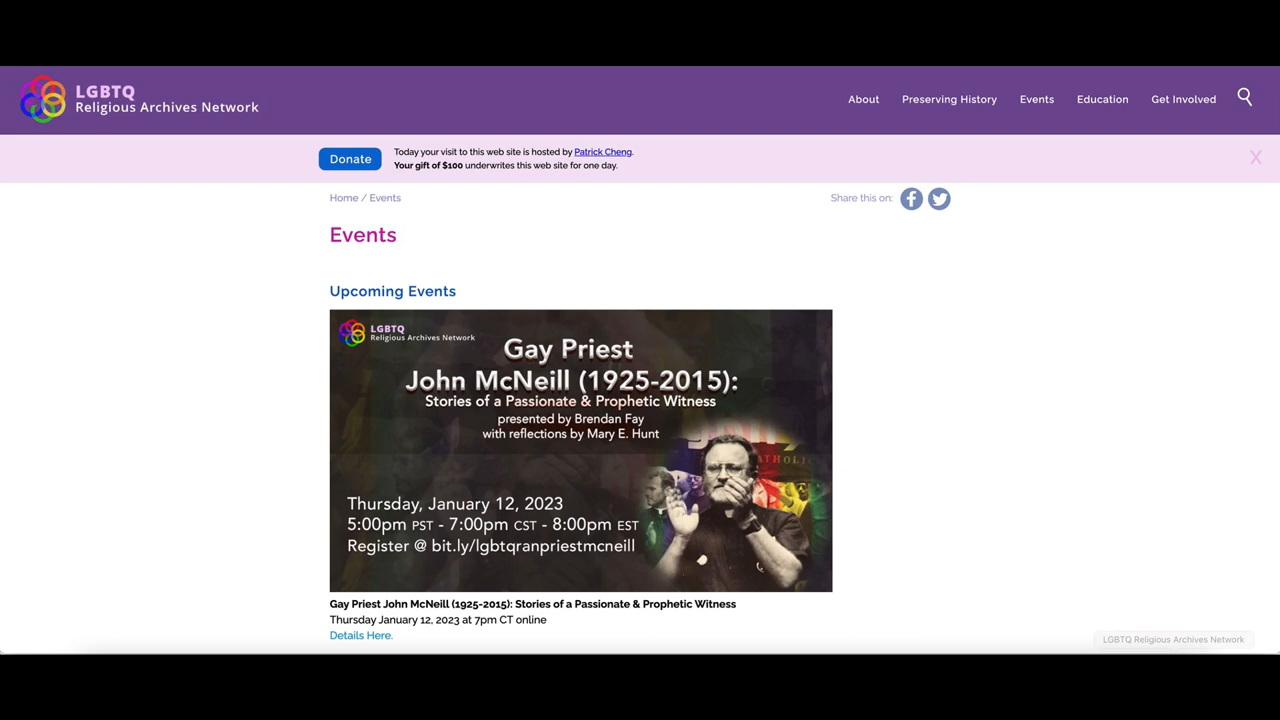 LGBTQ
Religious Archives Network
About
Preserving History
Events
Education
Get Involved
Donate
Today your visit to this web site is hosted by Patrick Cheng.
Your gift of $100 underwrites this web site for one day.
X
Home / Events
Share this on:
Events
Upcoming Events
LGBTQ
Religious Archives Network
Gay Priest
John McNeill (1925-2015):
Stories of a Passionate & Prophetic Witness
presented by Brendan Fay
with reflections by Mary E. Hunt
ATHOLI
Thursday, January 12, 2023
5:00pm PST - 7:00pm CST - 8:00pm EST
Register @ bit.ly/lgbtqranpriestmcneill
Gay Priest John McNeill (1925-2015): Stories of a Passionate & Prophetic Witness
Thursday January 12, 2023 at 7pm CT online
Details Here.
LGBTQ Religious Archives Network